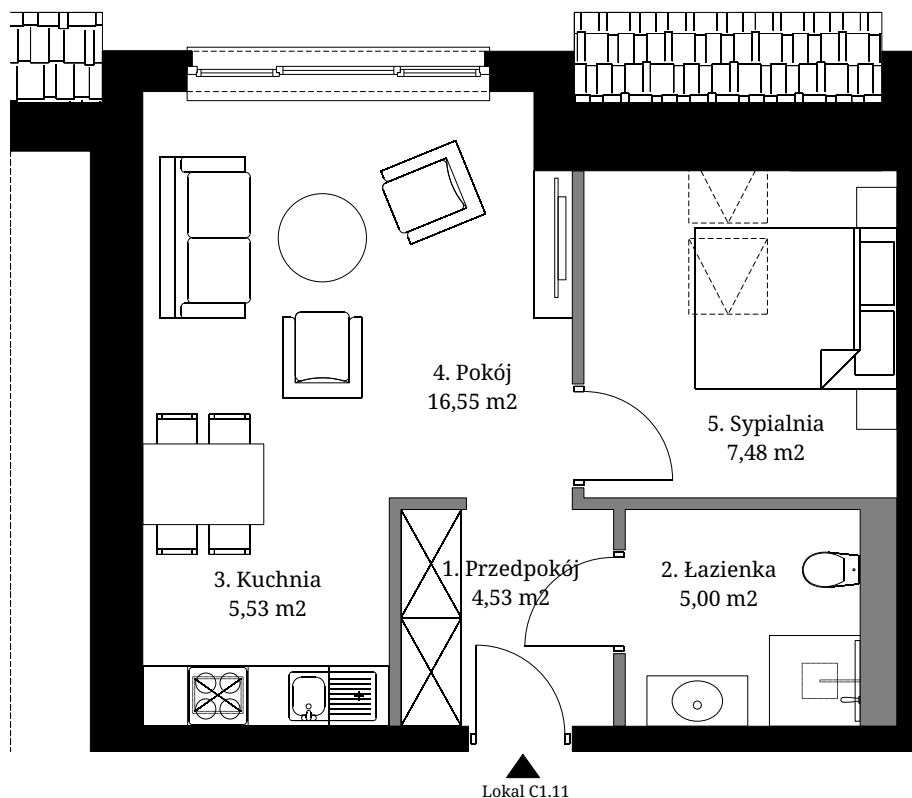 4. Pokój
16,55 m2
5. Sypialnia
7,48 m2
3. Kuchnia
5,53 m2
1. Przedpokój
4,53 m2
2. Łazienka
5,00 m2
Lokal C1.11